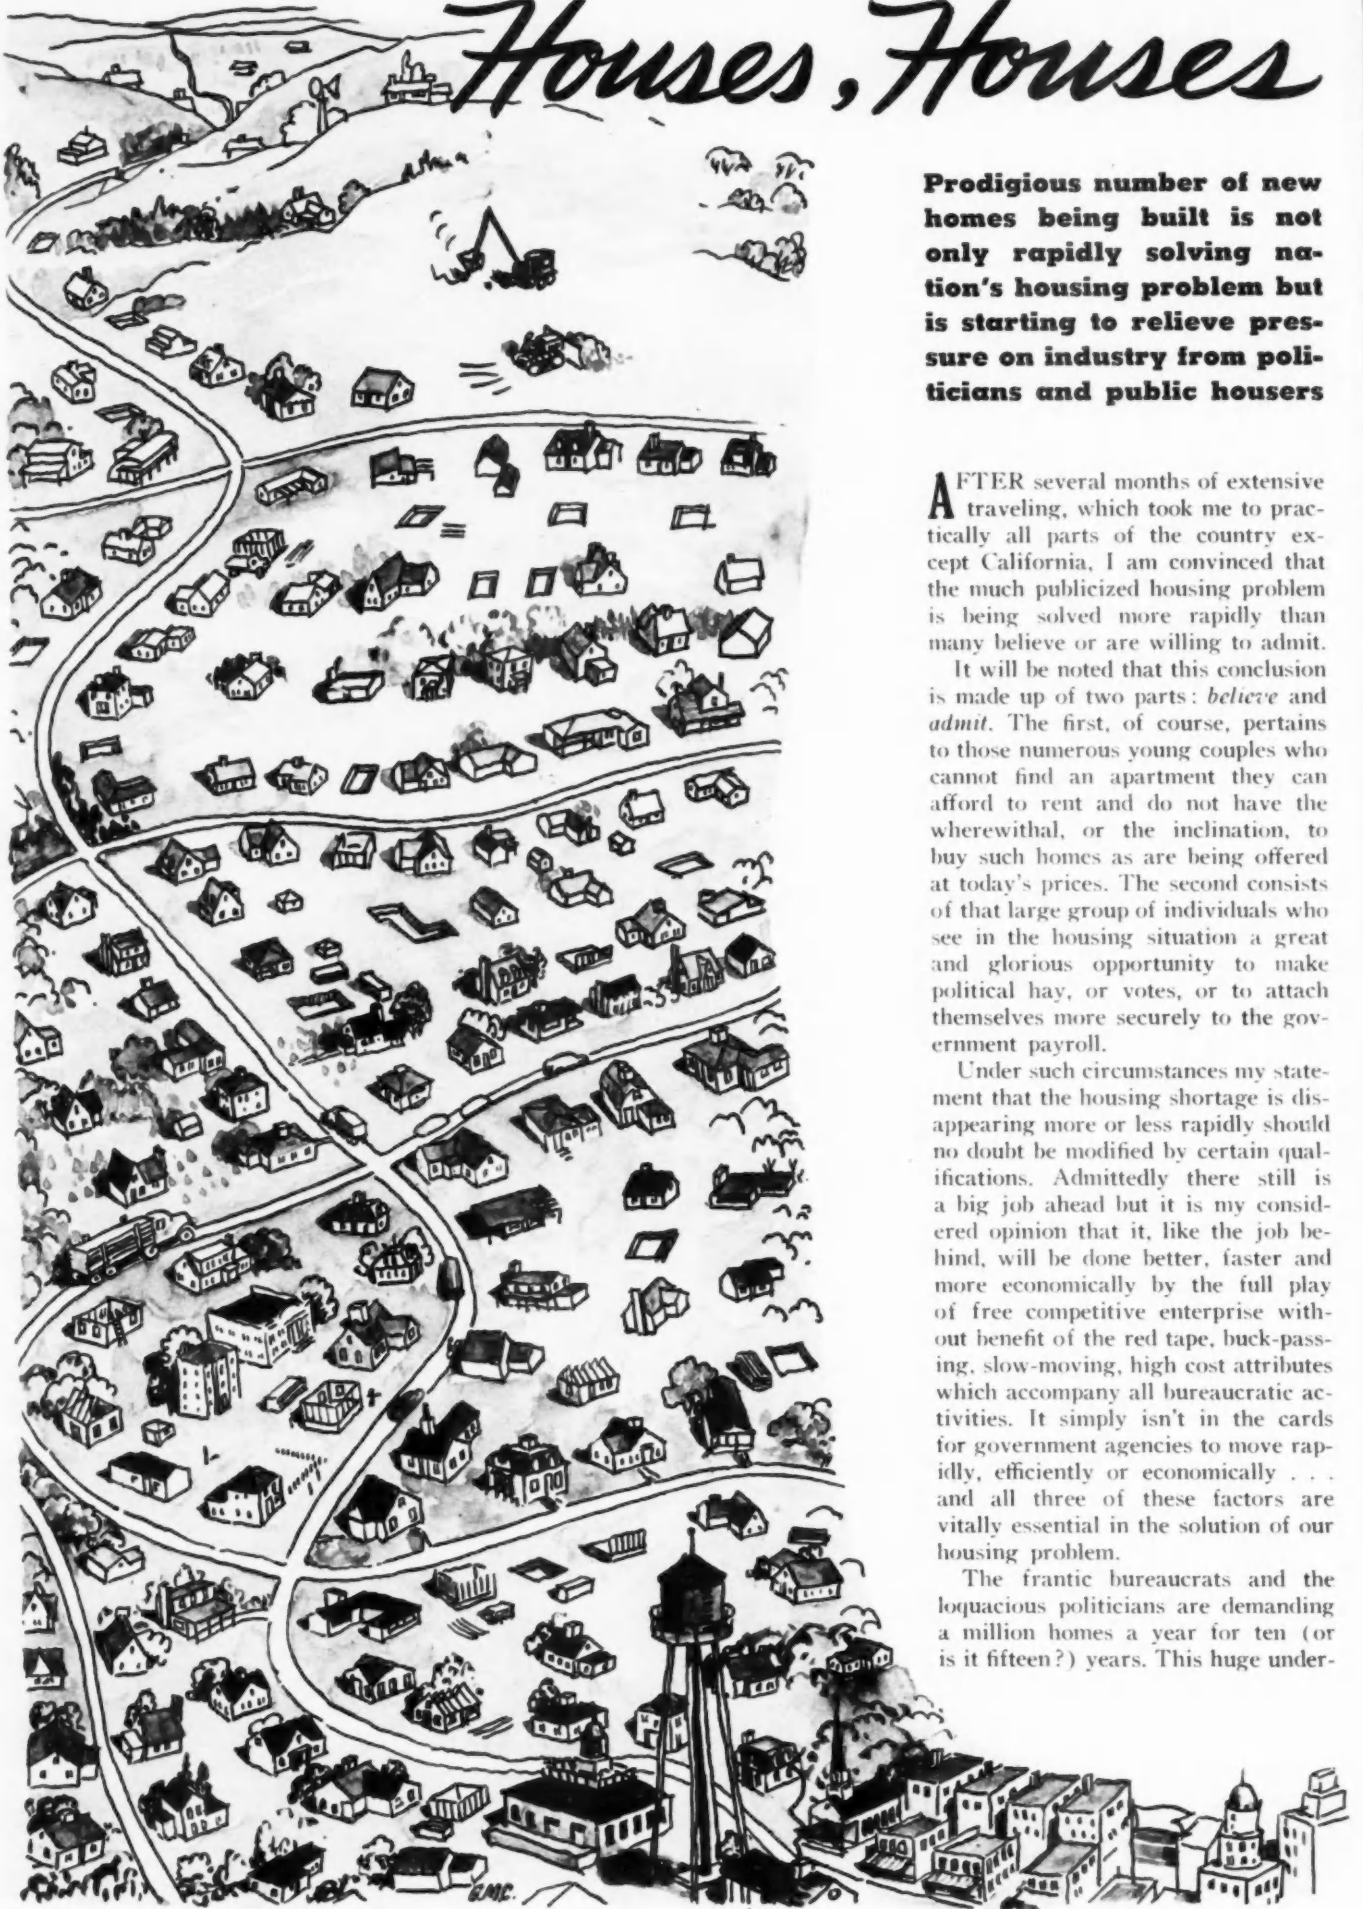 Houses, Houses
Prodigious number of new
homes being built is not
only rapidly solving na-
tion's housing problem but
is starting to relieve pres-
sure on industry from poli-
ticians and public housers
AFTER several months of extensive
traveling, which took me to prac-
tically all parts of the country ex-
cept California, I am convinced that
the much publicized housing problem
is being solved more rapidly than
many believe or are willing to admit.
It will be noted that this conclusion
is made up of two parts: believe and
admit. The first, of course, pertains
to those numerous young couples who
cannot find an apartment they can
afford to rent and do not have the
wherewithal, or the inclination, to
buy such homes as are being offered
at today's prices. The second consists
of that large group of individuals who
see in the housing situation a great
and glorious opportunity to make
political hay, or votes, or to attach
themselves more securely to the gov-
ernment payroll.
Under such circumstances my state-
ment that the housing shortage is dis-
appearing more or less rapidly should
no doubt be modified by certain qual-
ifications. Admittedly there still is
a big job ahead but it is my consid-
ered opinion that it, like the job be-
hind, will be done better, faster and
more economically by the full play
of free competitive enterprise with-
out benefit of the red tape, buck-pass-
ing, slow-moving, high cost attributes
which accompany all bureaucratic ac-
tivities. It simply isn't in the cards
for government agencies to move rap-
idly, efficiently or economically . . .
and all three of these factors are
vitally essential in the solution of our
housing problem.
The frantic bureaucrats and the
loquacious politicians are demanding
a million homes a year for ten (or
is it fifteen?) years. This huge under-
G.M.C.